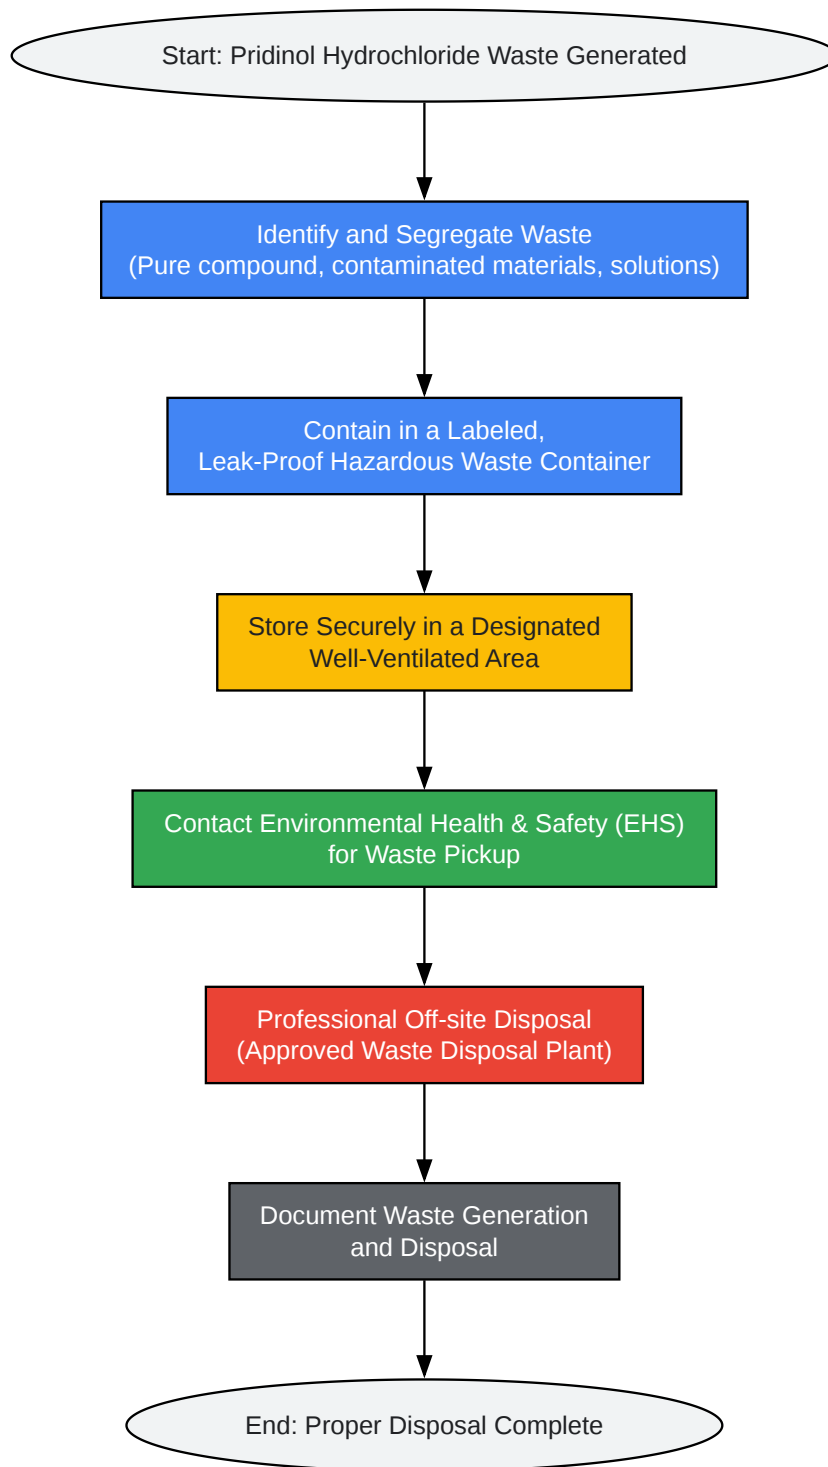 Start: Pridinol Hydrochloride Waste Generated
Identify and Segregate Waste
(Pure compound, contaminated materials, solutions)
Contain in a Labeled,
Leak-Proof Hazardous Waste Container
Store Securely in a Designated
Well-Ventilated Area
Contact Environmental Health & Safety (EHS)
for Waste Pickup
Professional Off-site Disposal
(Approved Waste Disposal Plant)
Document Waste Generation
and Disposal
End: Proper Disposal Complete